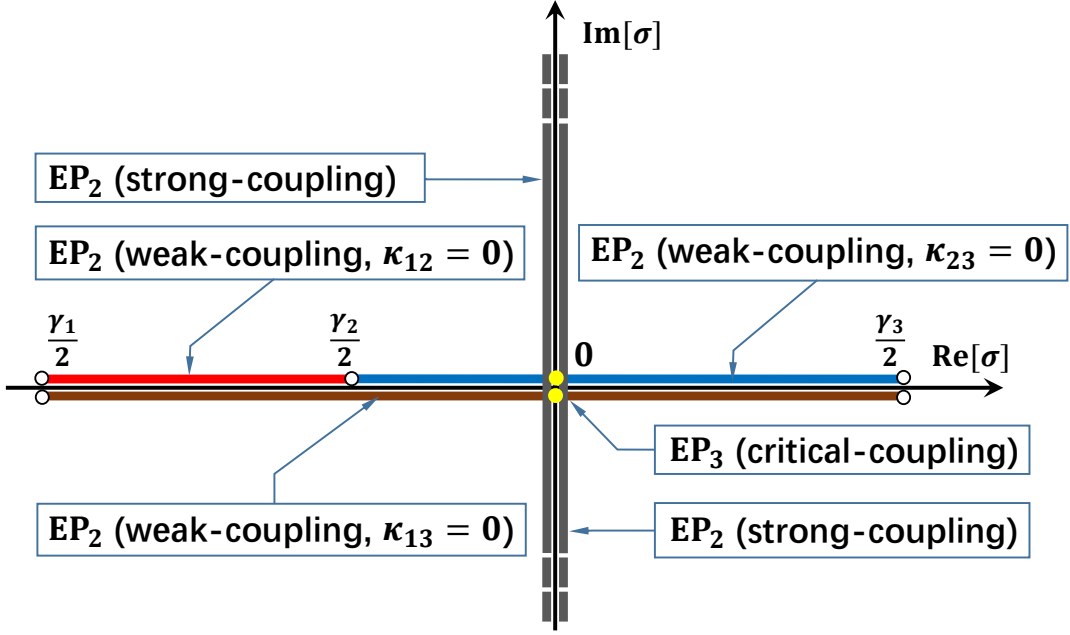 Im[σ]
EP₂ (strong-coupling)
EP₂ (weak-coupling, κ₁₂ = 0)
EP₂ (weak-coupling, κ₂₃ = 0)
γ₁/2
γ₂/2
0
γ₃/2
Re[σ]
EP₃ (critical-coupling)
EP₂ (weak-coupling, κ₁₃ = 0)
EP₂ (strong-coupling)